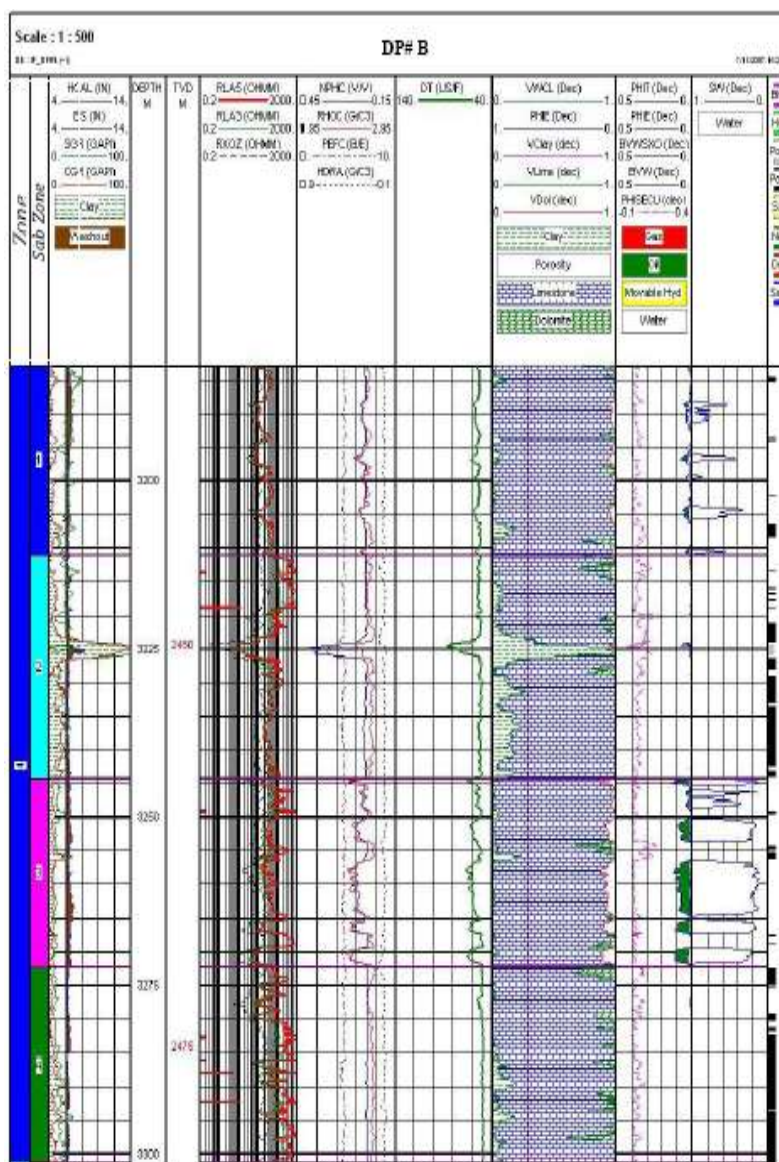 Scale : 1 : 500
DP# B
Zone
Sab Zone
HCAL (IN)
4. 14.
4. 14.
SGR (GAPI)
0. 100.
CGR (GAPI)
0. 100.
Clay
Washout
DEPTH
M
TVD
M
RLA5 (OHMM)
0.2 2000.
RLA3 (OHMM)
0.2 2000.
RXOZ (OHMM)
0.2 2000.
NPHC (V/V)
0.45 -0.15
RHOC (G/C3)
1.95 2.95
PEFC (B/E)
0. 10.
HDRA (G/C3)
DT (US/F)
140. 40.
VWCL (Dec)
0. 1.
PHIE (Dec)
1. 0.
VClay (dec)
0. 1.
VLime (dec)
0. 1.
VDol (dec)
0. 1.
Clay
Porosity
Limestone
Dolomite
PHIT (Dec)
0.5 0.
PHIE (Dec)
0.5 0.
BVWSXO (Dec)
0.5 0.
BVW (Dec)
0.5 0.
PHISECU (dec)
-0.1 0.4
Gas
Oil
Movable Hyd
Water
SW (Dec)
1. 0.
Water
3200
3225
2450
3250
3275
2475
3300